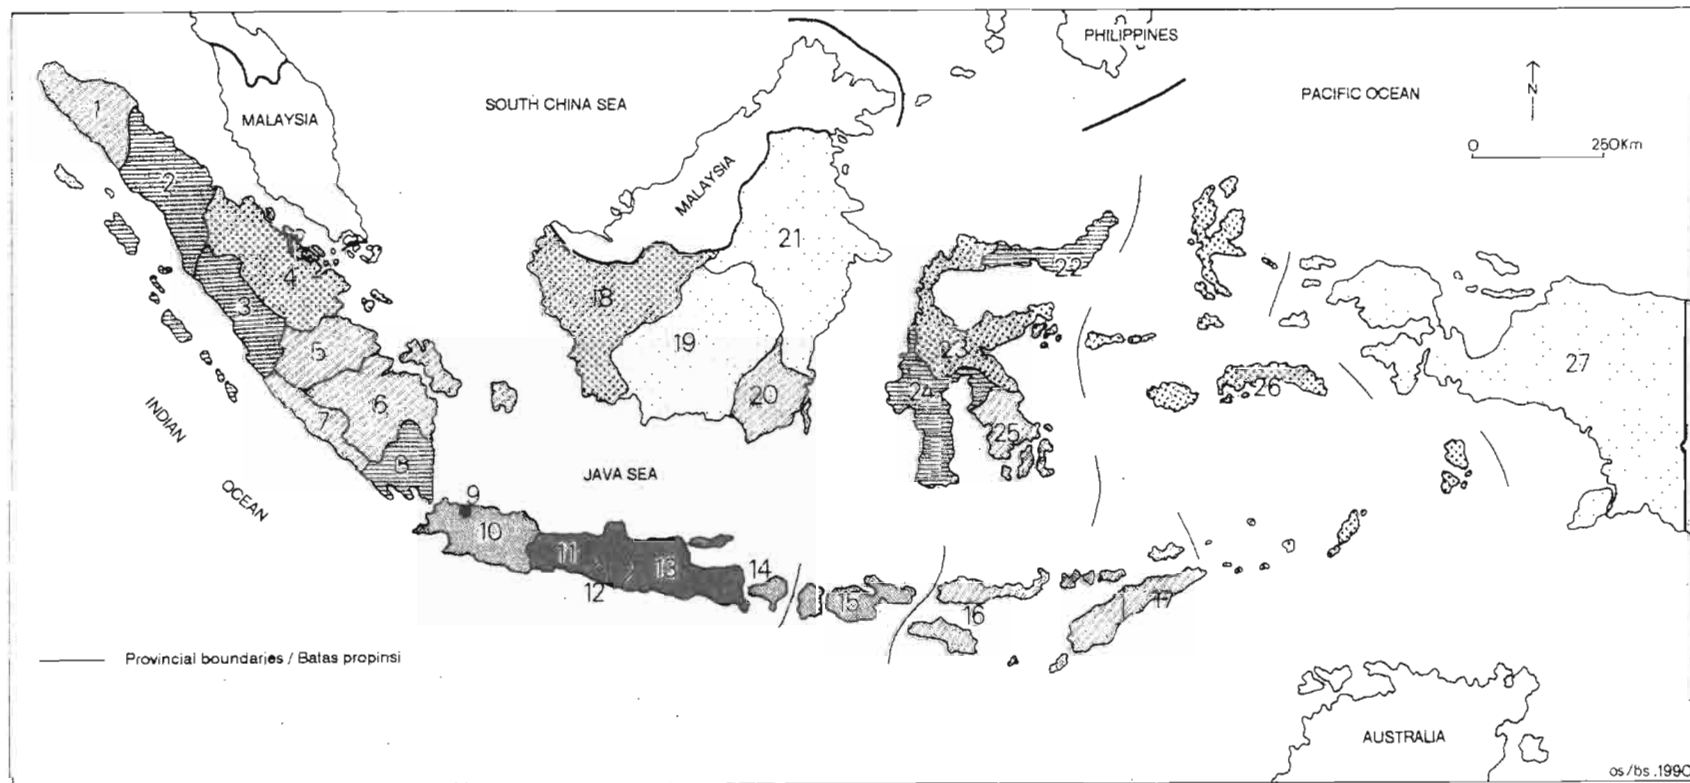 PHILIPPINES
SOUTH CHINA SEA
PACIFIC OCEAN
N
MALAYSIA
0 250Km
MALAYSIA
1
2
3
4
5
6
7
8
9
10
11
12
13
14
15
16
17
18
19
20
21
22
23
24
25
26
27
INDIAN
OCEAN
JAVA SEA
Provincial boundaries / Batas propinsi
AUSTRALIA
os/bs.1990